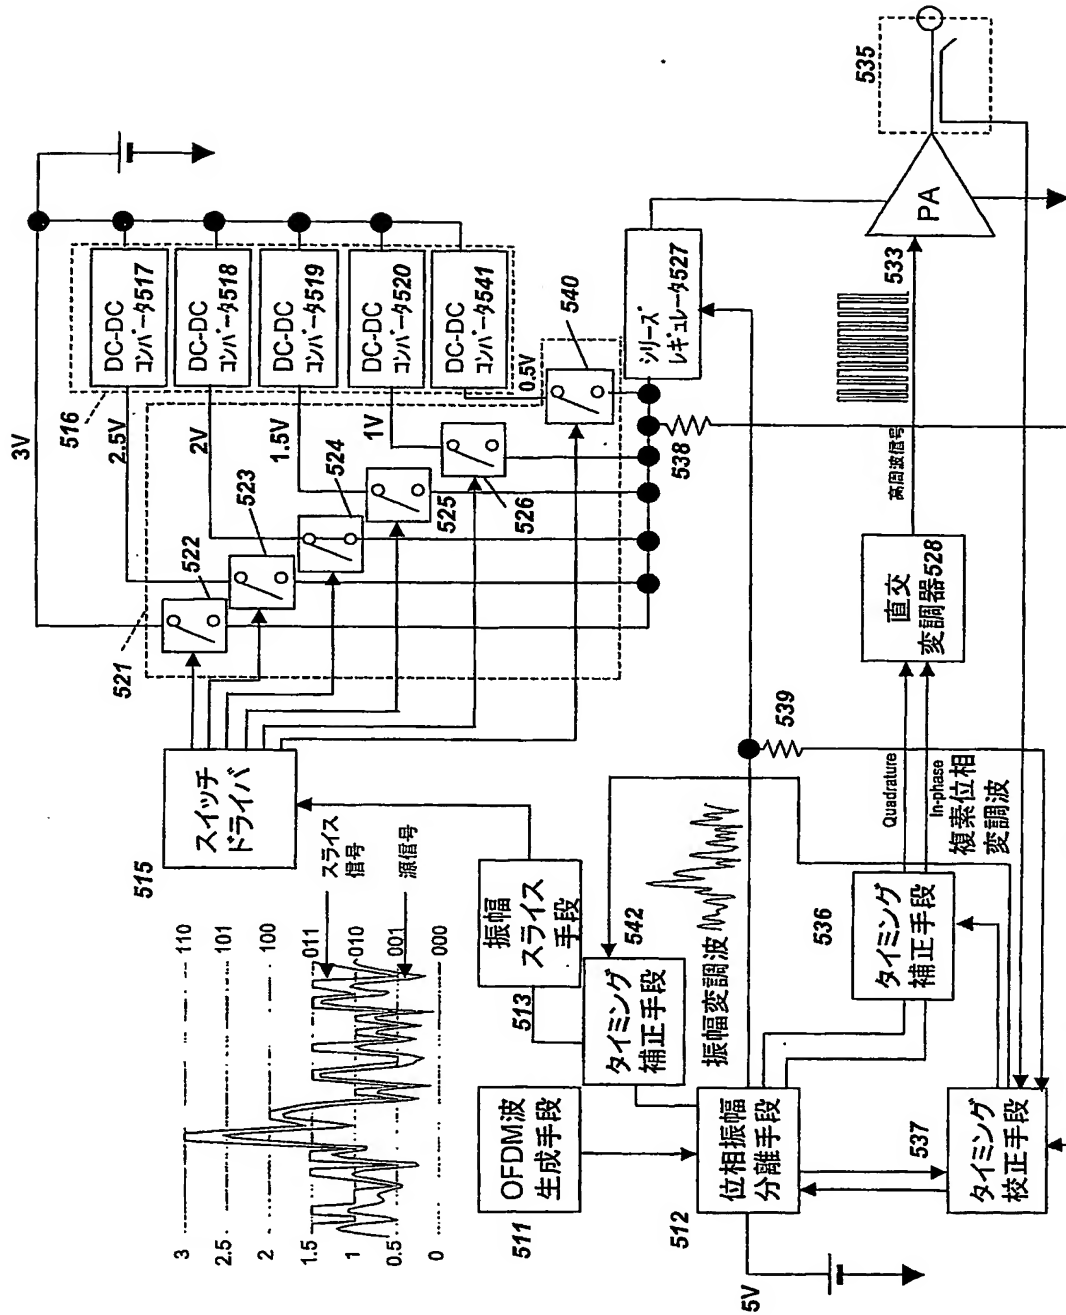 3V
516
2.5V
2V
1.5V
1V
0.5V
DC-DC
コンバータ517
DC-DC
コンバータ518
DC-DC
コンバータ519
DC-DC
コンバータ520
DC-DC
コンバータ541
540
521
522
523
524
525
526
538
シリーズ
レギュレータ527
535
PA
533
高周波信号
515
スイッチ
ドライバ
スライス
信号
源信号
3
2.5
2
1.5
1
0.5
0
110
101
100
011
010
001
000
振幅
スライス
手段
513
542
タイミング
補正手段
振幅変調波
539
直交
変調器528
Quadrature
In-phase
複素位相
変調波
536
タイミング
補正手段
OFDM波
生成手段
511
位相振幅
分離手段
512
537
タイミング
校正手段
5V